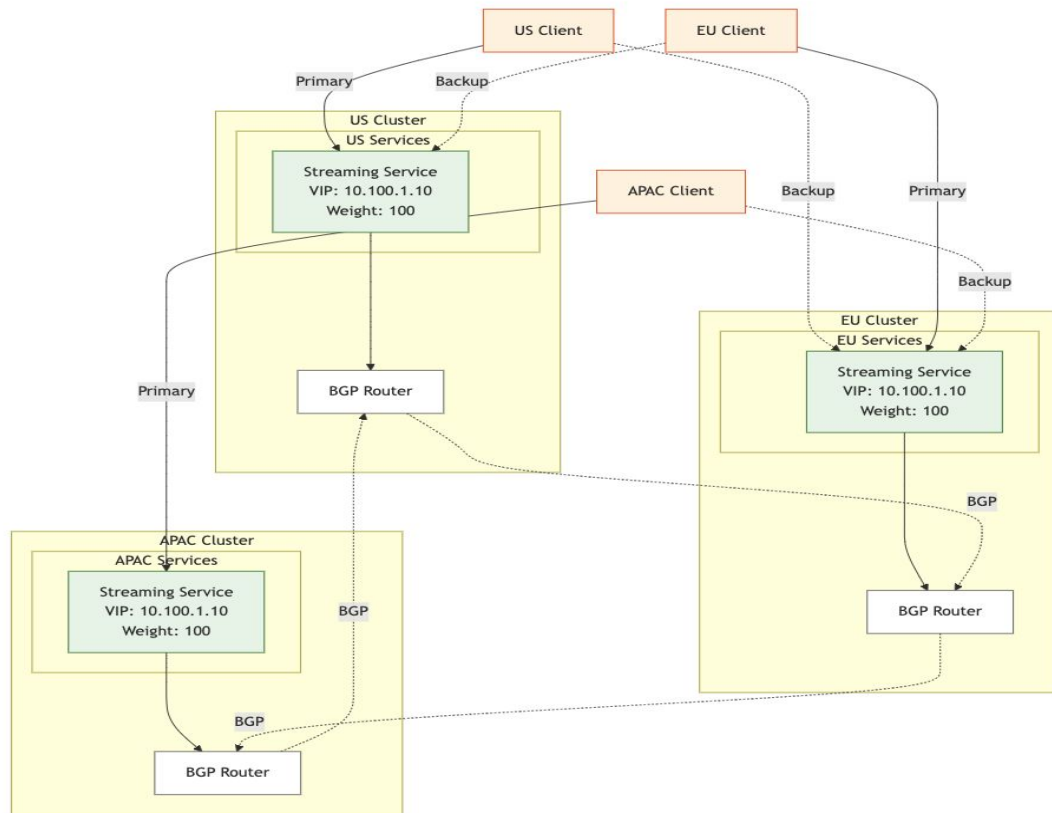 US Client
EU Client
Primary
Backup
US Cluster
US Services
Streaming Service
VIP: 10.100.1.10
Weight: 100
APAC Client
Backup
Primary
Backup
EU Cluster
EU Services
Streaming Service
VIP: 10.100.1.10
Weight: 100
Primary
BGP Router
BGP
APAC Cluster
APAC Services
Streaming Service
VIP: 10.100.1.10
Weight: 100
BGP
BGP Router
BGP
BGP Router